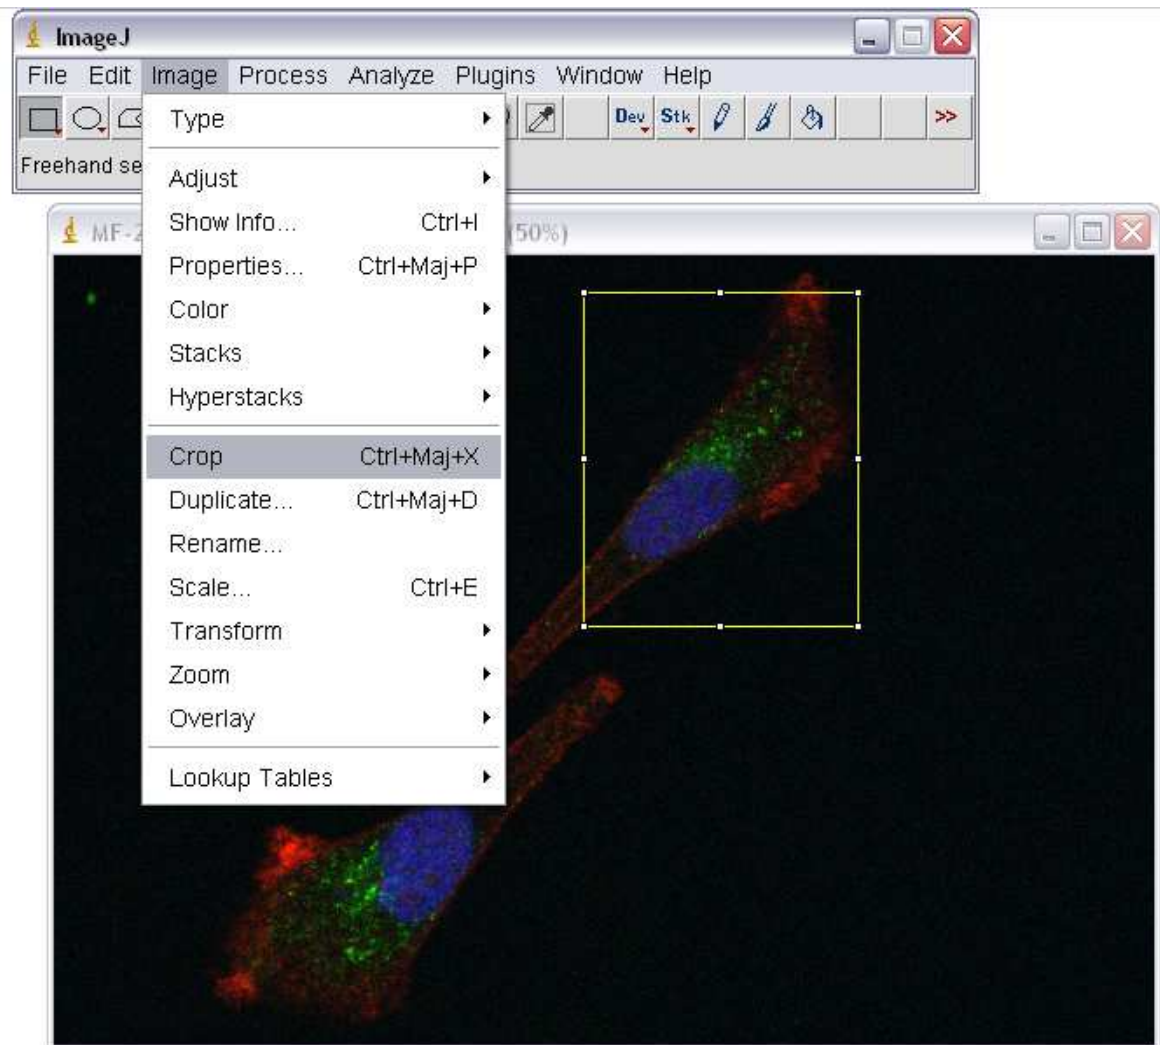 ImageJ
File Edit Image Process Analyze Plugins Window Help
Dev Stk >>
Freehand se
MF-2 (50%)
Type
Adjust
Show Info... Ctrl+I
Properties... Ctrl+Maj+P
Color
Stacks
Hyperstacks
Crop Ctrl+Maj+X
Duplicate... Ctrl+Maj+D
Rename...
Scale... Ctrl+E
Transform
Zoom
Overlay
Lookup Tables